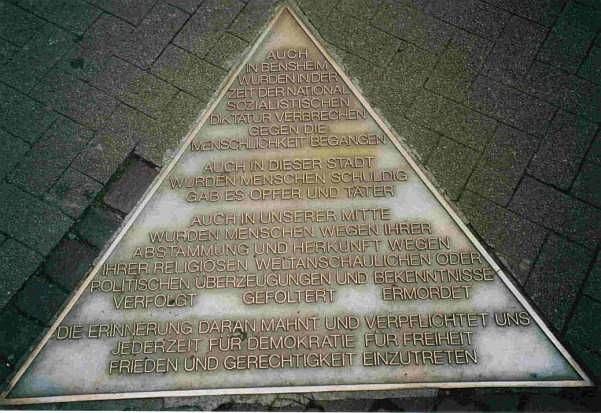 AUCH
IN BENSHEIM
WURDEN IN DER
ZEIT DER NATIONAL
SOZIALISTISCHEN
DIKTATUR VERBRECHEN
GEGEN DIE
MENSCHLICHKEIT BEGANGEN
AUCH IN DIESER STADT
WURDEN MENSCHEN SCHULDIG
GAB ES OPFER UND TÄTER
AUCH IN UNSERER MITTE
WURDEN MENSCHEN WEGEN IHRER
ABSTAMMUNG UND HERKUNFT WEGEN
IHRER RELIGIÖSEN WELTANSCHAULICHEN ODER
POLITISCHEN ÜBERZEUGUNGEN UND BEKENNTNISSE
VERFOLGT GEFOLTERT ERMORDET
DIE ERINNERUNG DARAN MAHNT UND VERPFLICHTET UNS
JEDERZEIT FÜR DEMOKRATIE FÜR FREIHEIT
FRIEDEN UND GERECHTIGKEIT EINZUTRETEN